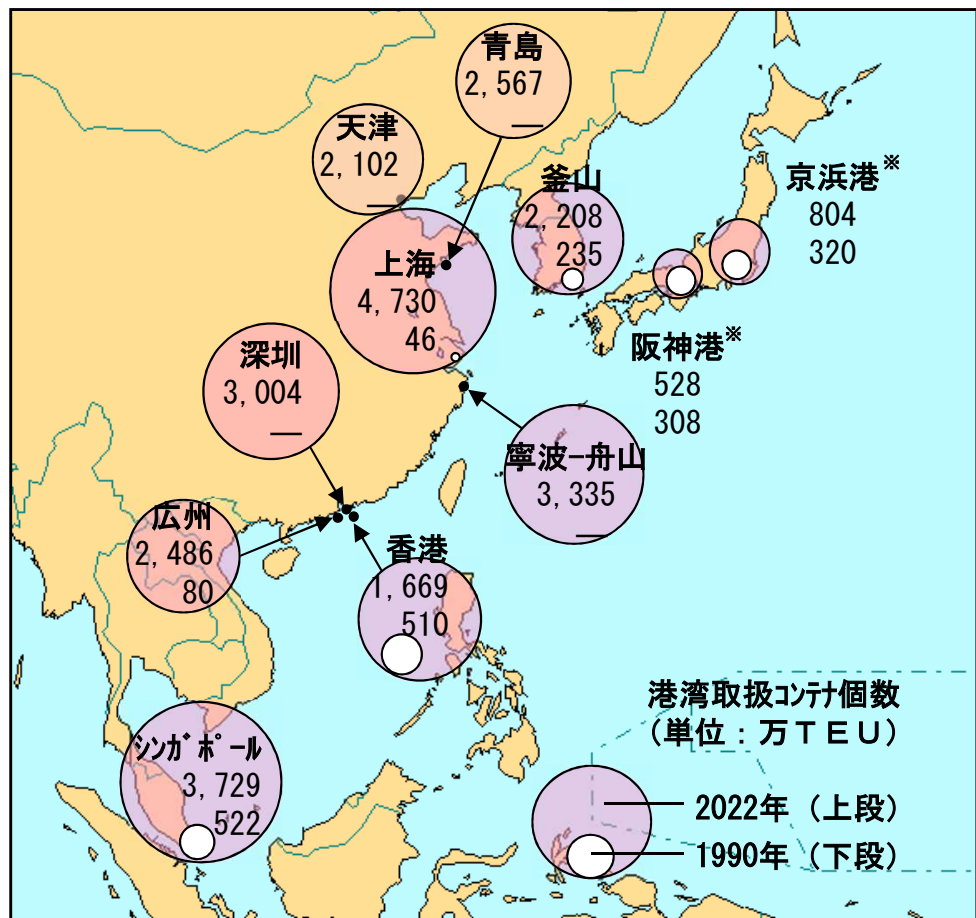 青島
2,567
―
天津
2,102
―
釜山
2,208
235
京浜港※
804
320
上海
4,730
46
阪神港※
528
308
深圳
3,004
―
寧波−舟山
3,335
―
広州
2,486
80
香港
1,669
510
シンガポール
3,729
522
港湾取扱コンテナ個数
(単位：万ＴＥＵ)
2022年（上段）
1990年（下段）